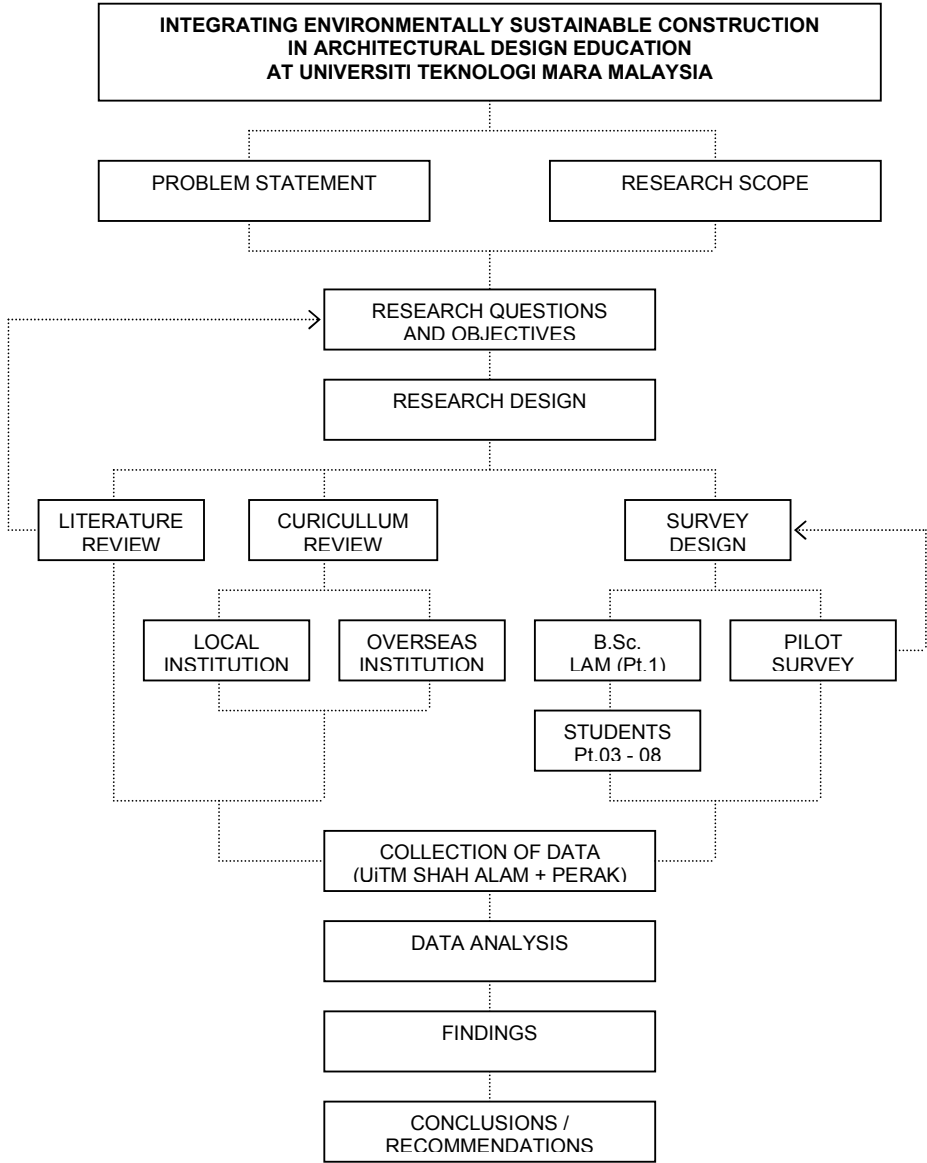 INTEGRATING ENVIRONMENTALLY SUSTAINABLE CONSTRUCTION
IN ARCHITECTURAL DESIGN EDUCATION
AT UNIVERSITI TEKNOLOGI MARA MALAYSIA
PROBLEM STATEMENT
RESEARCH SCOPE
RESEARCH QUESTIONS
AND OBJECTIVES
RESEARCH DESIGN
LITERATURE
REVIEW
CURICULLUM
REVIEW
SURVEY
DESIGN
LOCAL
INSTITUTION
OVERSEAS
INSTITUTION
B.Sc.
LAM (Pt.1)
PILOT
SURVEY
STUDENTS
Pt.03 - 08
COLLECTION OF DATA
(UiTM SHAH ALAM + PERAK)
DATA ANALYSIS
FINDINGS
CONCLUSIONS /
RECOMMENDATIONS